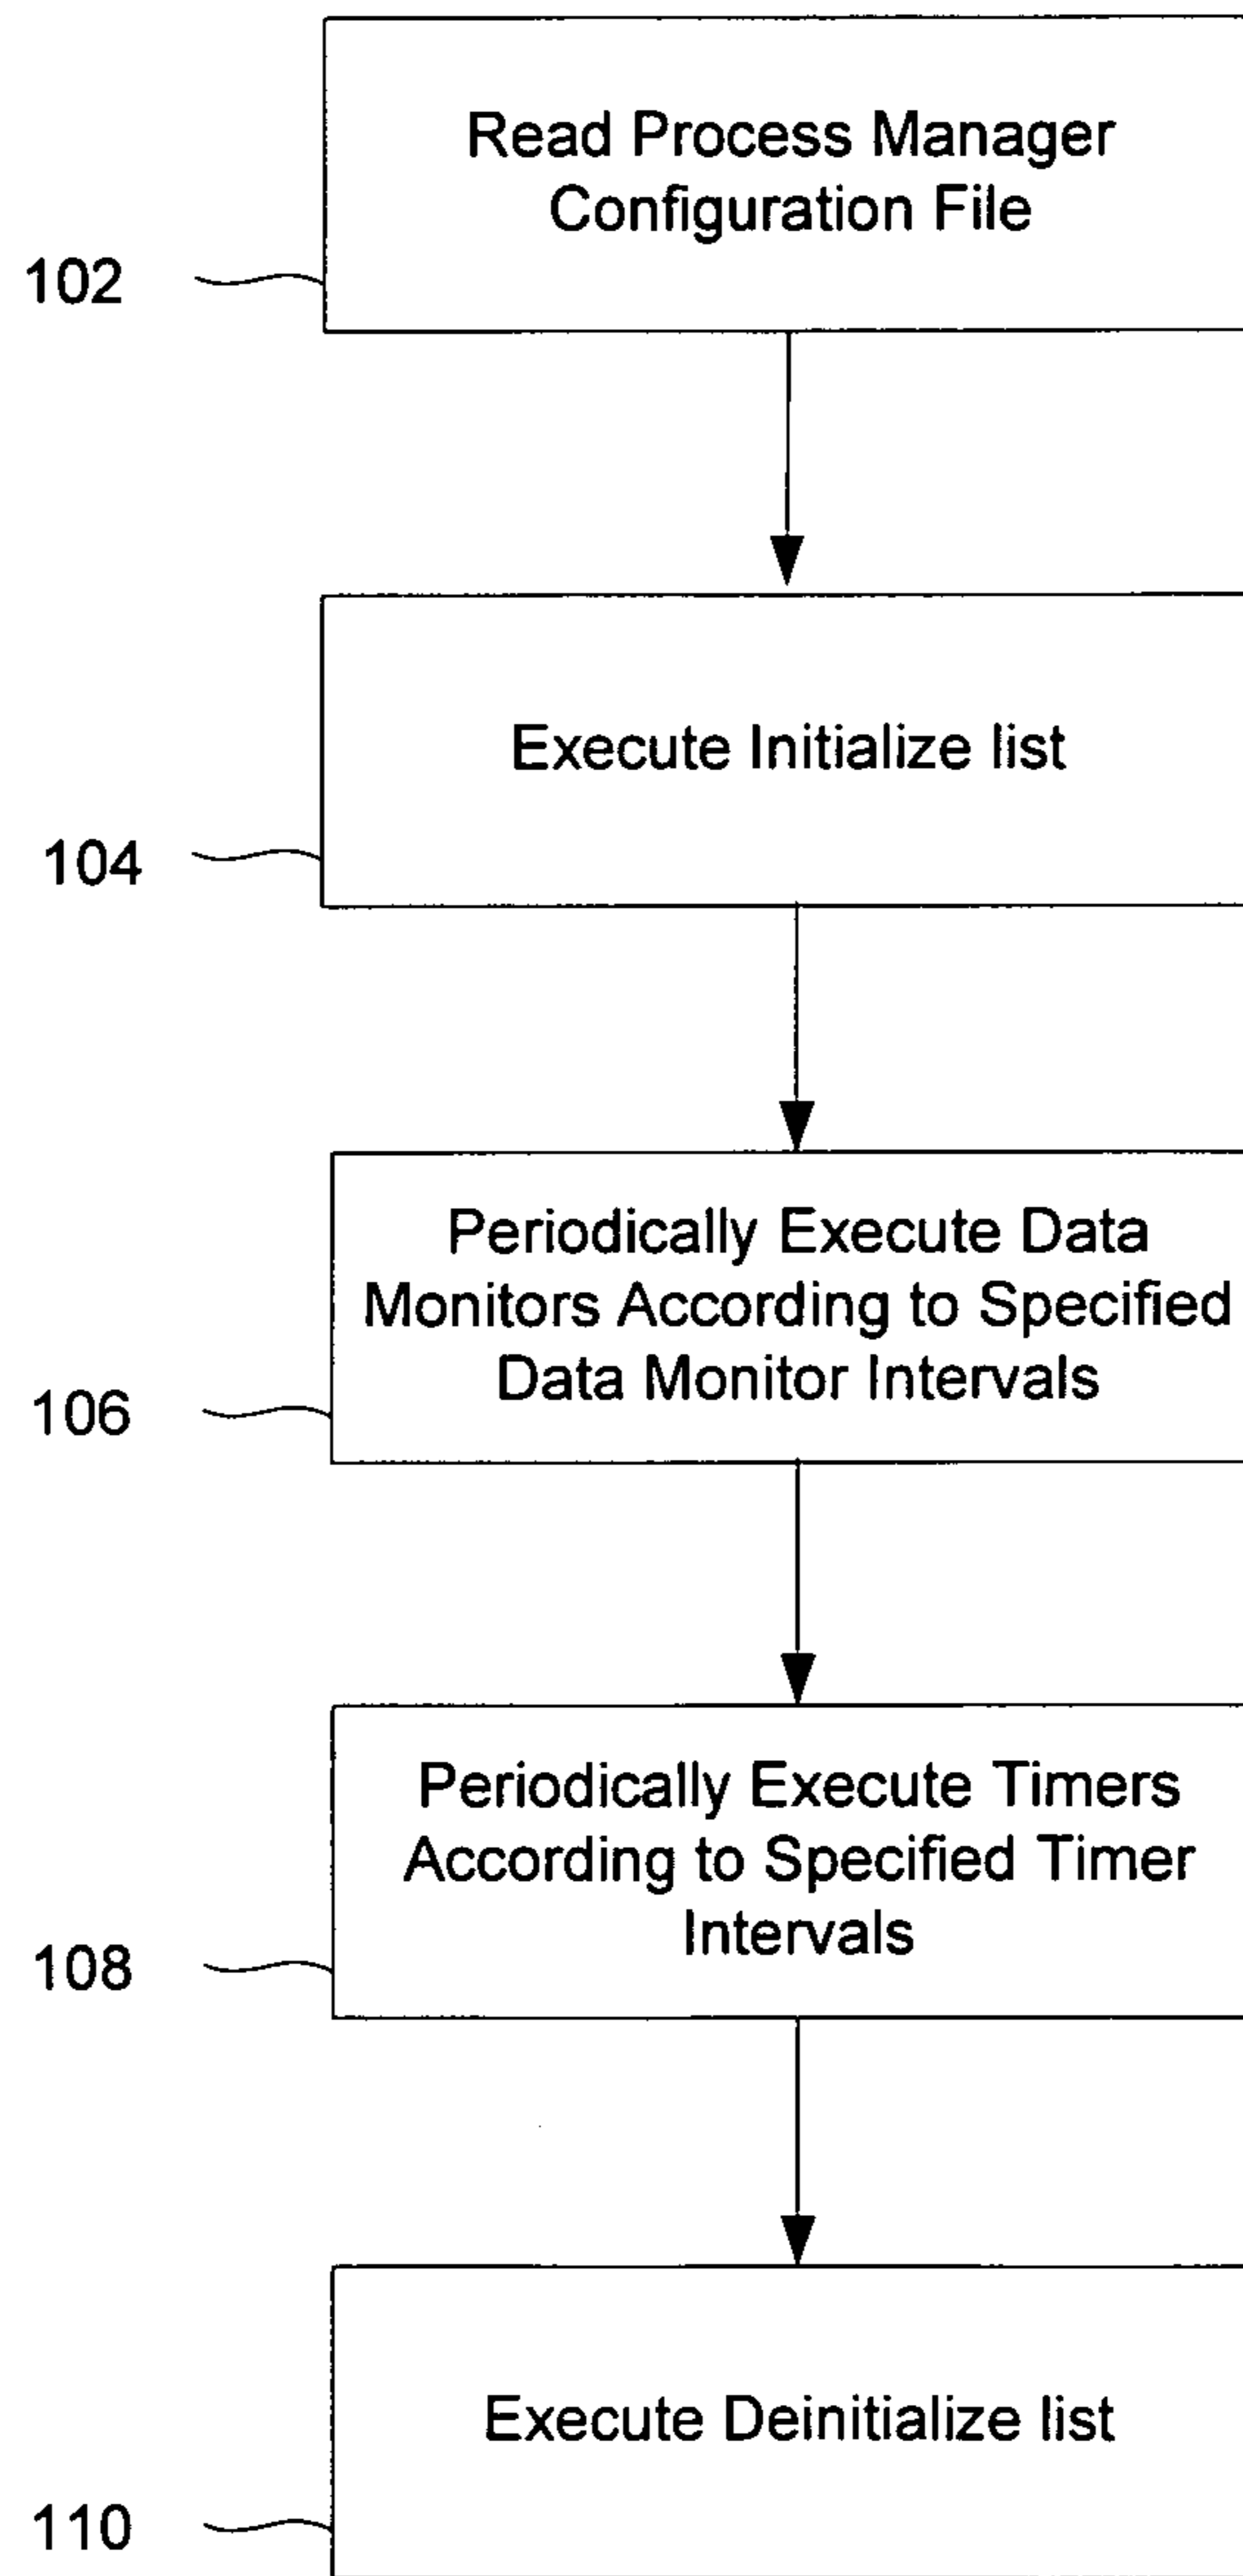 Read Process Manager
Configuration File
102
Execute Initialize list
104
Periodically Execute Data
Monitors According to Specified
Data Monitor Intervals
106
Periodically Execute Timers
According to Specified Timer
Intervals
108
Execute Deinitialize list
110